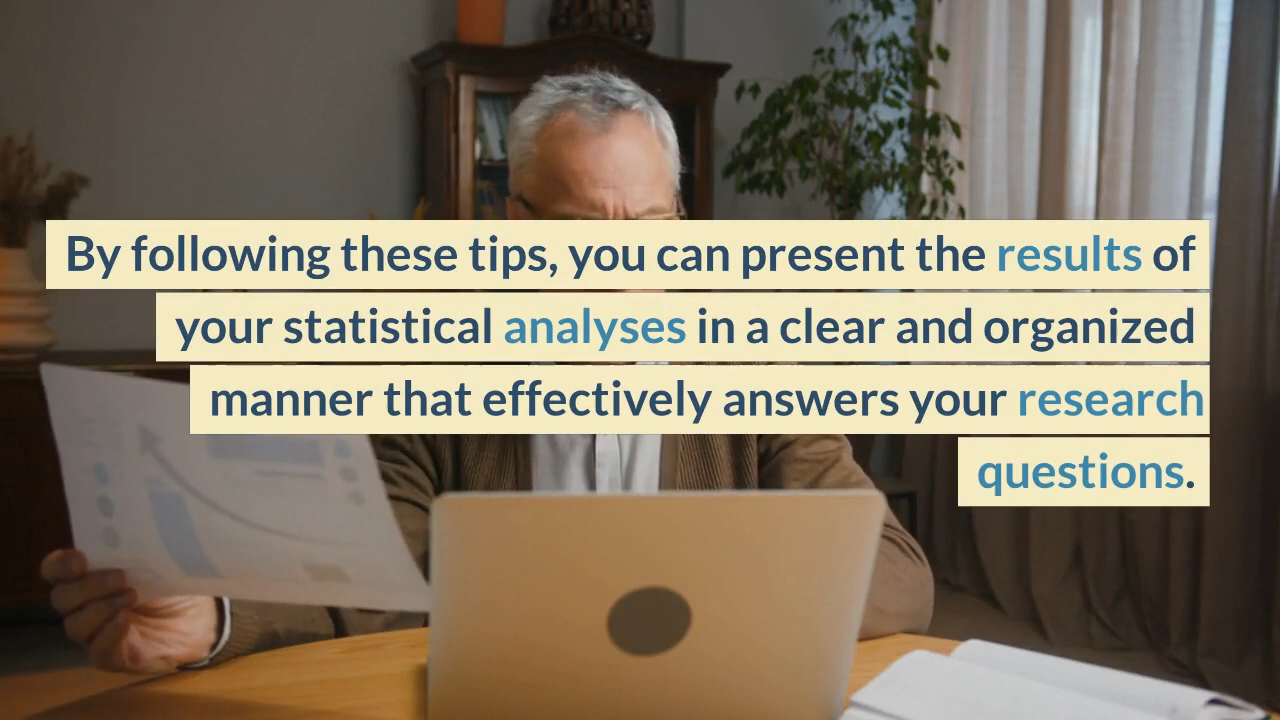 By following these tips, you can present the results of
your statistical analyses in a clear and organized
manner that effectively answers your research
questions.